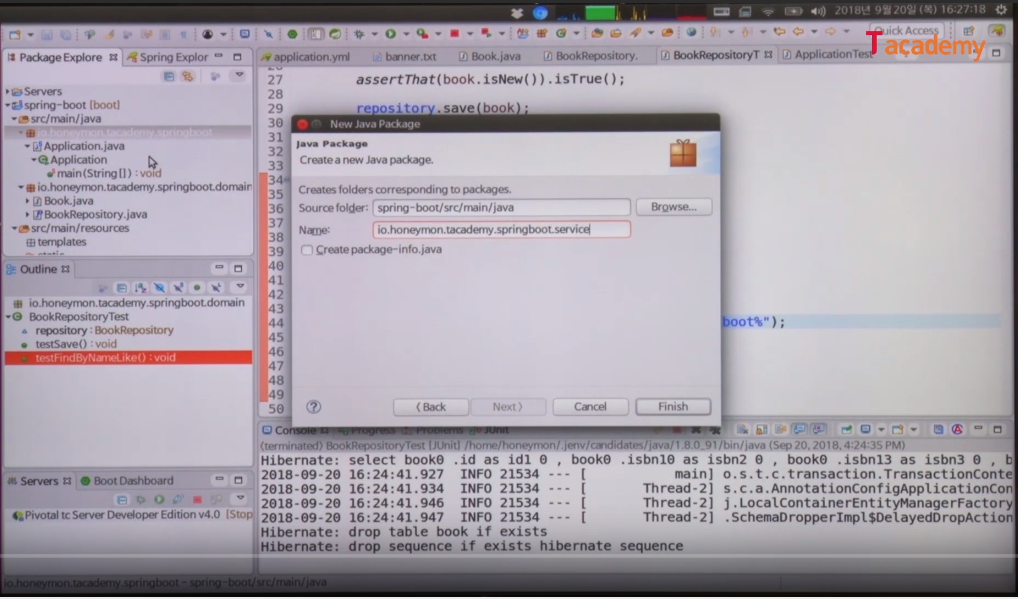 2018년 9월 20일 (목) 16:27:18
Quick Access
T academy
Package Explore
Spring Explor
application.yml
banner.txt
Book.java
BookRepository.
BookRepositoryT
ApplicationTest
Servers
spring-boot [boot]
src/main/java
io.honeymon.tacademy.springboot
Application.java
Application
main(String[]) : void
io.honeymon.tacademy.springboot.domain
Book.java
BookRepository.java
src/main/resources
templates
27 assertThat(book.isNew()).isTrue();
28
29 repository.save(book);
30
31
32
33
34
35
36
37
38
39
40
41
42
43
44 boot%");
45
46
47
48
49
50
New Java Package
Java Package
Create a new Java package.
Creates folders corresponding to packages.
Source folder: spring-boot/src/main/java Browse...
Name: io.honeymon.tacademy.springboot.service
Create package-info.java
< Back Next > Cancel Finish
Outline
io.honeymon.tacademy.springboot.domain
BookRepositoryTest
repository : BookRepository
testSave() : void
testFindByNameLike() : void
Servers
Boot Dashboard
Pivotal tc Server Developer Edition v4.0 [Stop
Console Progress Problems JUnit
(terminated) BookRepositoryTest [JUnit] /home/honeymon/.jenv/candidates/java/1.8.0_91/bin/java (Sep 20, 2018, 4:24:35 PM)
Hibernate: select book0_.id as id1_0_, book0_.isbn10 as isbn2_0_, book0_.isbn13 as isbn3_0_, b
2018-09-20 16:24:41.927 INFO 21534 --- [ main] o.s.t.c.transaction.TransactionConte
2018-09-20 16:24:41.934 INFO 21534 --- [ Thread-2] s.c.a.AnnotationConfigApplicationCon
2018-09-20 16:24:41.946 INFO 21534 --- [ Thread-2] j.LocalContainerEntityManagerFactory
2018-09-20 16:24:41.947 INFO 21534 --- [ Thread-2] .SchemaDropperImpl$DelayedDropAction
Hibernate: drop table book if exists
Hibernate: drop sequence if exists hibernate_sequence
io.honeymon.tacademy.springboot - spring-boot/src/main/java